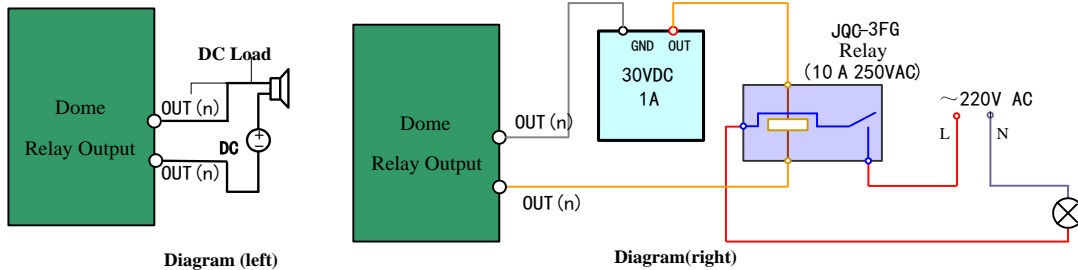 DC Load
Dome
Relay Output
OUT(n)
DC
OUT(n)
Diagram (left)
Dome
Relay Output
OUT(n)
OUT(n)
GND OUT
30VDC
1A
JQC-3FG
Relay
(10 A 250VAC)
～220V AC
L N
Diagram(right)